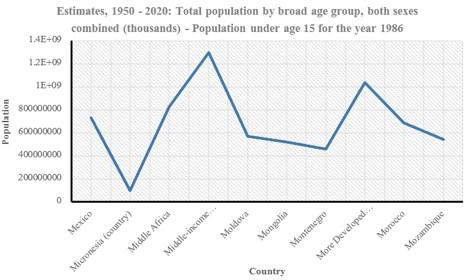 Estimates, 1950 - 2020: Total population by broad age group, both sexes
combined (thousands) - Population under age 15 for the year 1986
1.4E+09
1.2E+09
1E+09
800000000
600000000
400000000
200000000
0
Population
Mexico
Micronesia (country)
Middle Africa
Middle-income...
Moldova
Mongolia
Montenegro
More Developed...
Morocco
Mozambique
Country